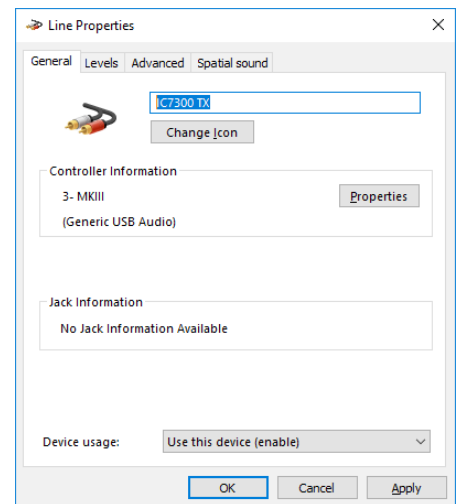 Line Properties
General Levels Advanced Spatial sound
IC7300 TX
Change Icon
Controller Information
3- MKIII
Properties
(Generic USB Audio)
Jack Information
No Jack Information Available
Device usage: Use this device (enable)
OK Cancel Apply